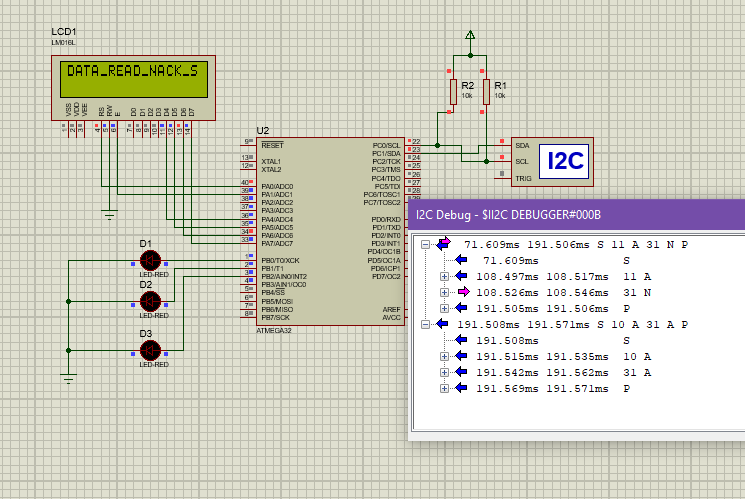 LCD1
LM016L
DATA_READ_NACK_S
VSS VDD VEE RS RW E D0 D1 D2 D3 D4 D5 D6 D7
1 2 3 4 5 6 7 8 9 10 11 12 13 14
R2
10k
R1
10k
U2
9 RESET
13 XTAL1
12 XTAL2
40 PA0/ADC0
39 PA1/ADC1
38 PA2/ADC2
37 PA3/ADC3
36 PA4/ADC4
35 PA5/ADC5
34 PA6/ADC6
33 PA7/ADC7
1 PB0/T0/XCK
2 PB1/T1
3 PB2/AIN0/INT2
4 PB3/AIN1/OC0
5 PB4/SS
6 PB5/MOSI
7 PB6/MISO
8 PB7/SCK
PC0/SCL 22
PC1/SDA 23
PC2/TCK 24
PC3/TMS 25
PC4/TDO 26
PC5/TDI 27
PC6/TOSC1 28
PC7/TOSC2 29
PD0/RXD
PD1/TXD
PD2/INT0
PD3/INT1
PD4/OC1B
PD5/OC1A
PD6/ICP1
PD7/OC2
AREF
AVCC
ATMEGA32
SDA
SCL
TRIG
I2C
D1
LED-RED
D2
LED-RED
D3
LED-RED
I2C Debug - $II2C DEBUGGER#000B
71.609ms 191.506ms S 11 A 31 N P
71.609ms S
108.497ms 108.517ms 11 A
108.526ms 108.546ms 31 N
191.505ms 191.506ms P
191.508ms 191.571ms S 10 A 31 A P
191.508ms S
191.515ms 191.535ms 10 A
191.542ms 191.562ms 31 A
191.569ms 191.571ms P